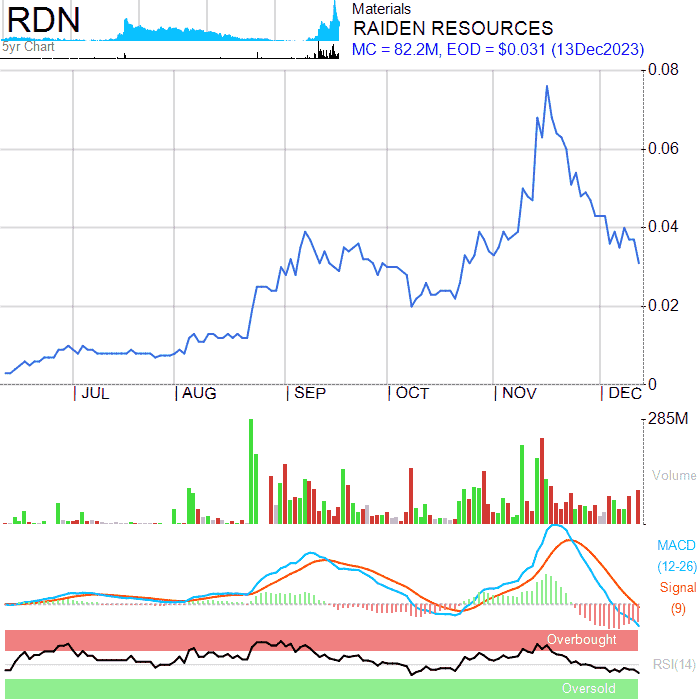 RDN
5yr Chart
Materials
RAIDEN RESOURCES
MC = 82.2M, EOD = $0.031 (13Dec2023)
0.08
0.06
0.04
0.02
0
JUL AUG SEP OCT NOV DEC
285M
Volume
MACD
(12-26)
Signal
(9)
Overbought
RSI(14)
Oversold